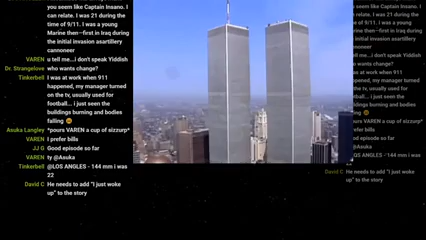 you seem like Captain Insano. I
can relate. I was 21 during the
time of 9/11. I was a young
Marine then—first in Iraq during
the initial invasion asartillery
cannoneer
VAREN u tell me...i don't speak Yiddish
Dr. Strangelove who wants change?
Tinkerbell I was at work when 911
happened, my manager turned
on the tv, usually used for
football... i just seen the
buildings burning and bodies
falling
Asuka Langley *pours VAREN a cup of sizzurp*
VAREN I prefer bills
JJ G Good episode so far
VAREN ty @Asuka
Tinkerbell @LOS ANGLES - 144 mm i was
22
David C He needs to add "I just woke
up" to the story